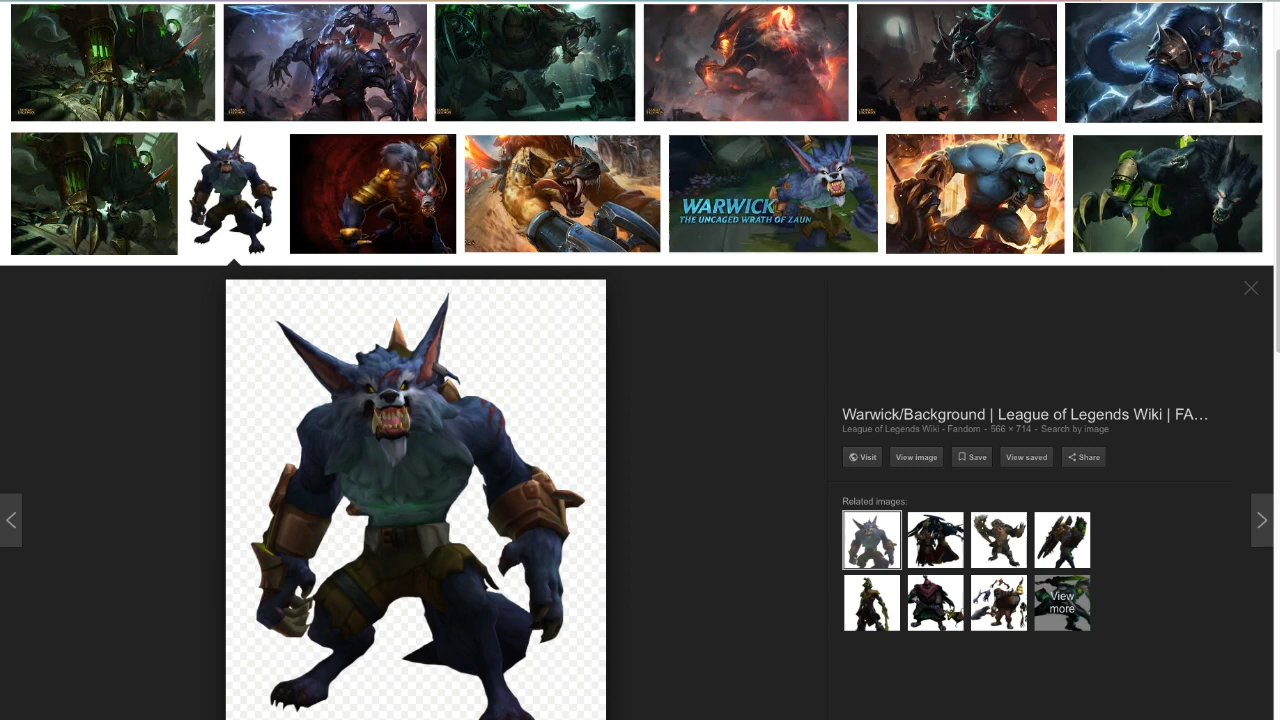 WARWICK
THE UNCAGED WRATH OF ZAUN
Warwick/Background | League of Legends Wiki | FA...
League of Legends Wiki - Fandom - 566 × 714 - Search by image
Visit
View image
Save
View saved
Share
Related images:
View
more